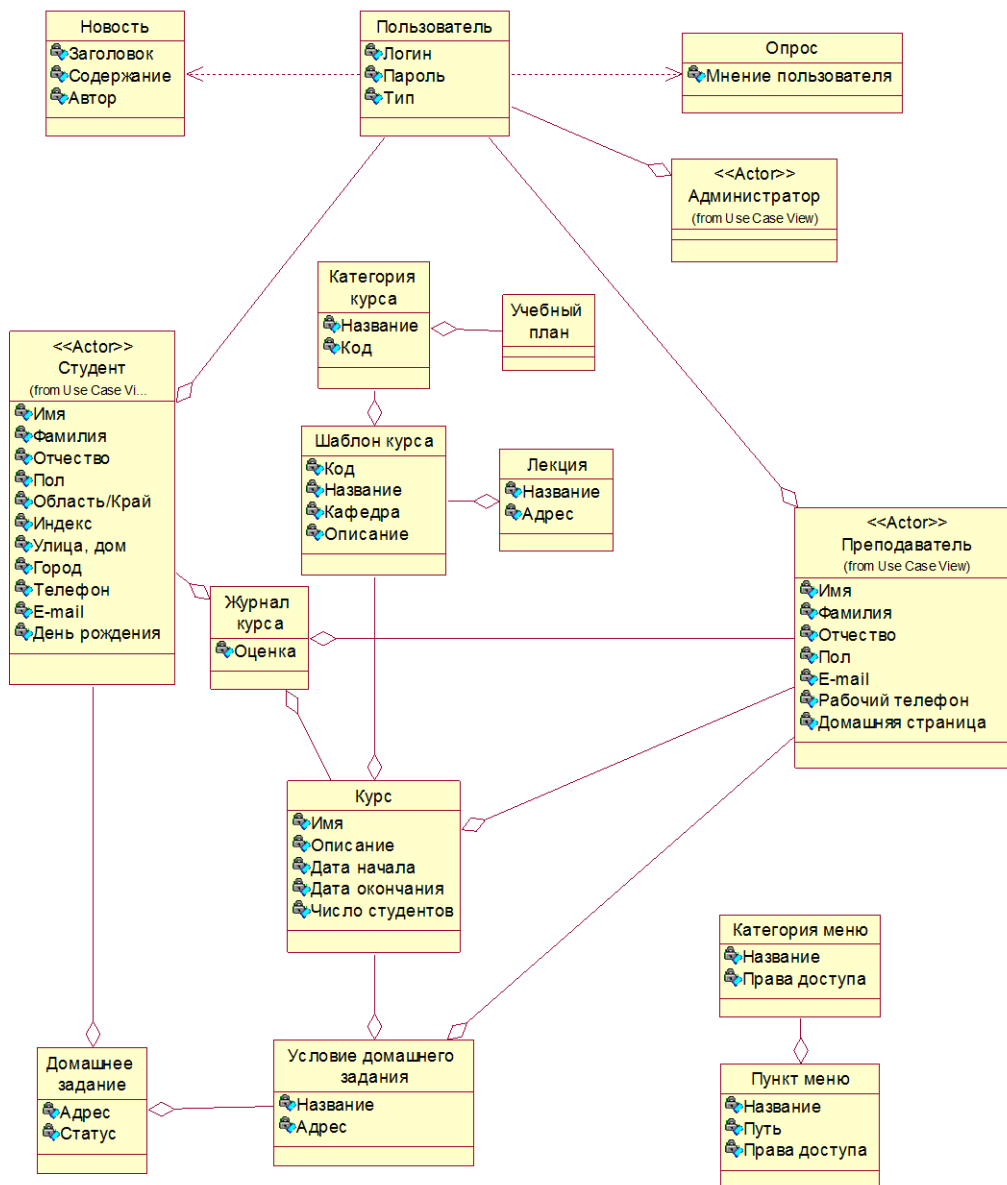 Новость
Заголовок
Содержание
Автор
Пользователь
Логин
Пароль
Тип
Опрос
Мнение пользователя
<<Actor>>
Администратор
(from Use Case View)
Категория
курса
Название
Код
Учебный
план
<<Actor>>
Студент
(from Use Case Vi...
Имя
Фамилия
Отчество
Пол
Область/Край
Индекс
Улица, дом
Город
Телефон
E-mail
День рождения
Шаблон курса
Код
Название
Кафедра
Описание
Лекция
Название
Адрес
<<Actor>>
Преподаватель
(from Use Case View)
Имя
Фамилия
Отчество
Пол
E-mail
Рабочий телефон
Домашняя страница
Журнал
курса
Оценка
Курс
Имя
Описание
Дата начала
Дата окончания
Число студентов
Категория меню
Название
Права доступа
Домашнее
задание
Адрес
Статус
Условие домашнего
задания
Название
Адрес
Пункт меню
Название
Путь
Права доступа